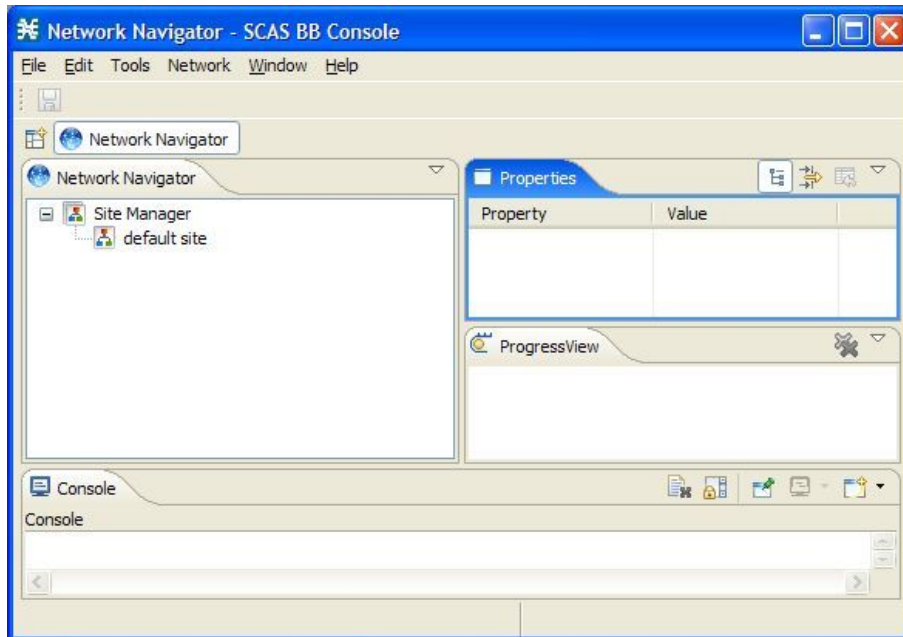 Network Navigator - SCAS BB Console
File Edit Tools Network Window Help
Network Navigator
Network Navigator
Site Manager
default site
Properties
Property Value
ProgressView
Console
Console